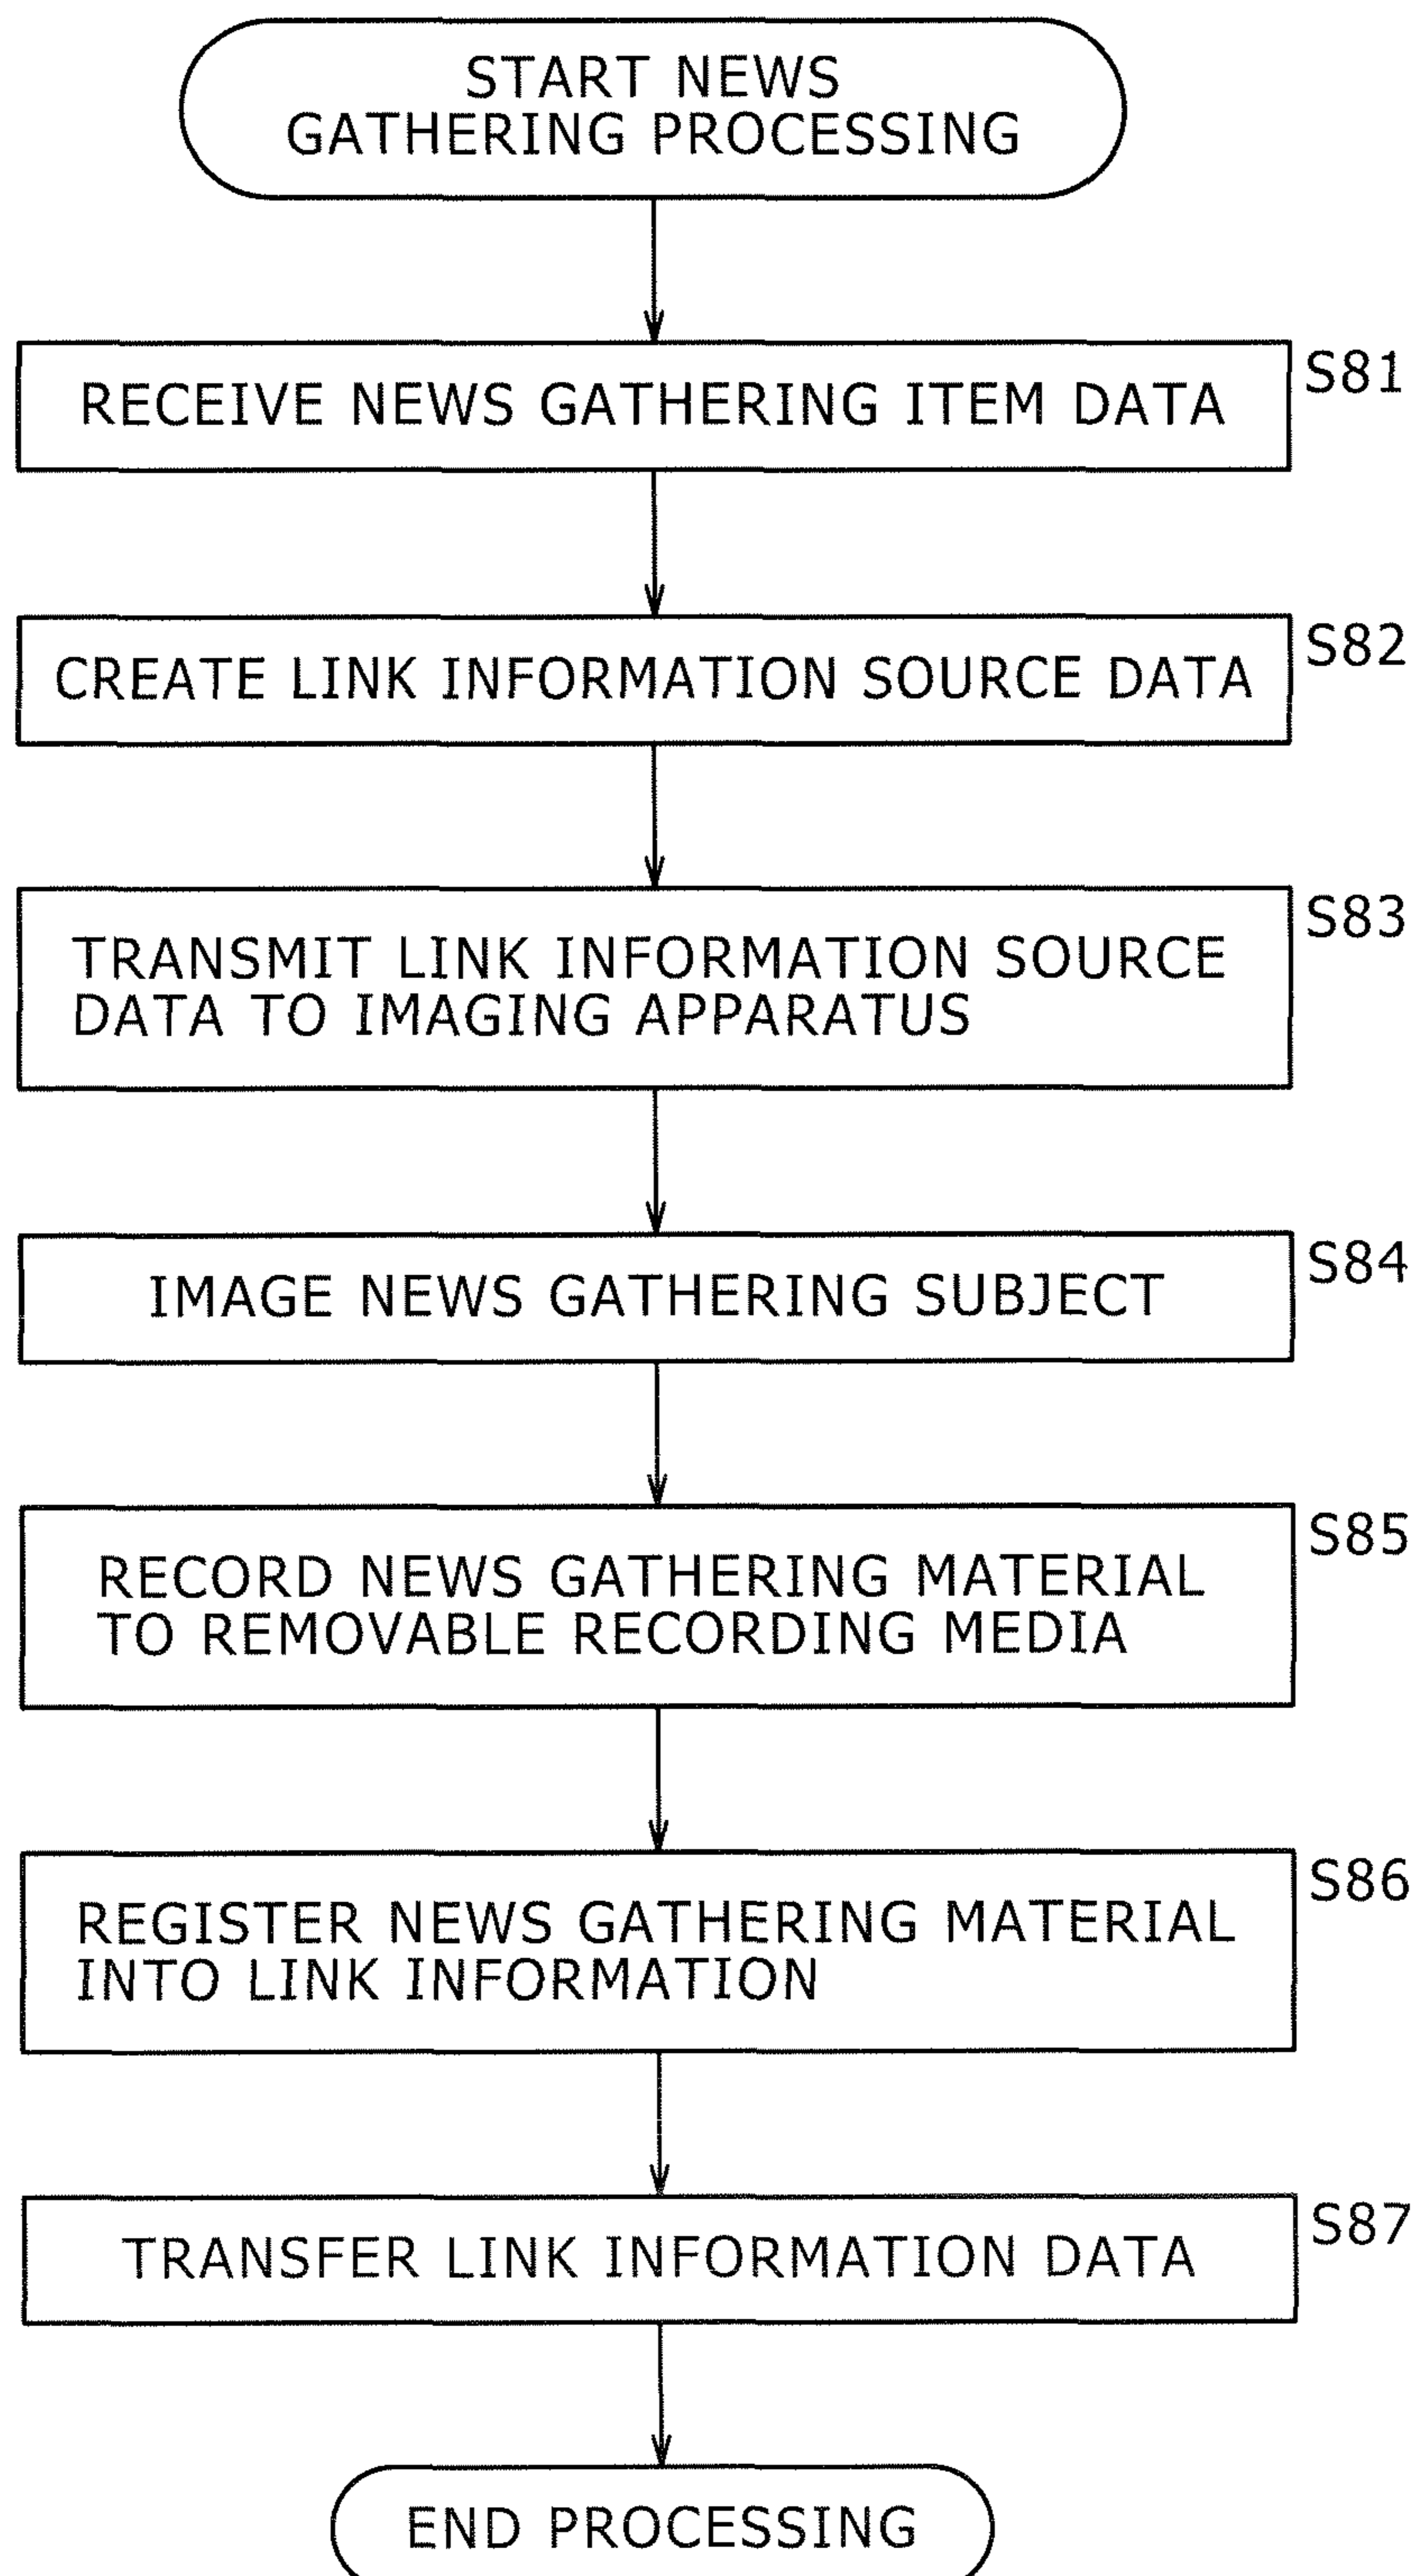 START NEWS
GATHERING PROCESSING
RECEIVE NEWS GATHERING ITEM DATA
S81
CREATE LINK INFORMATION SOURCE DATA
S82
TRANSMIT LINK INFORMATION SOURCE
DATA TO IMAGING APPARATUS
S83
IMAGE NEWS GATHERING SUBJECT
S84
RECORD NEWS GATHERING MATERIAL
TO REMOVABLE RECORDING MEDIA
S85
REGISTER NEWS GATHERING MATERIAL
INTO LINK INFORMATION
S86
TRANSFER LINK INFORMATION DATA
S87
END PROCESSING